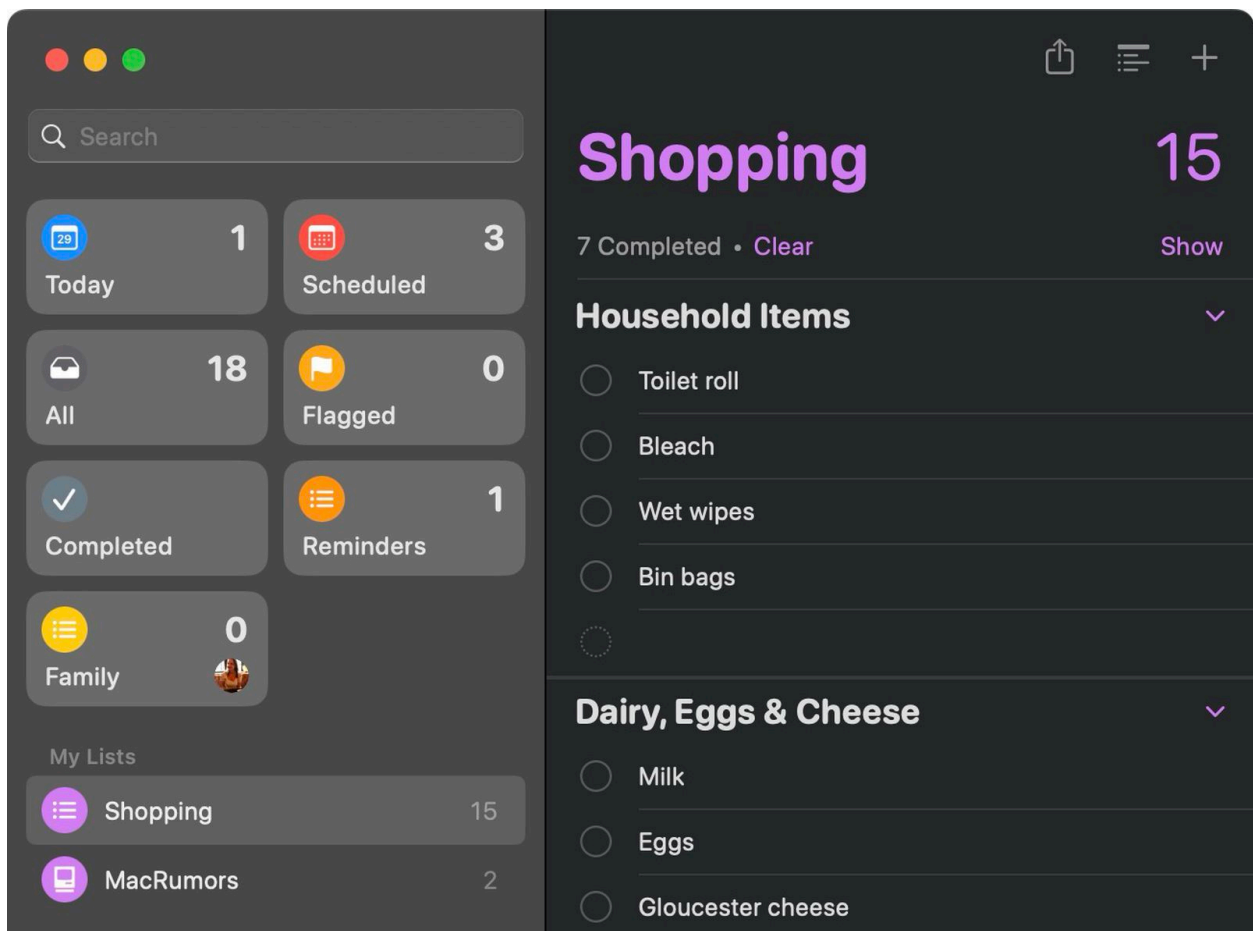 Search
29
1
Today
3
Scheduled
18
All
0
Flagged
Completed
1
Reminders
0
Family
My Lists
Shopping 15
MacRumors 2
Shopping 15
7 Completed • Clear Show
Household Items
Toilet roll
Bleach
Wet wipes
Bin bags
Dairy, Eggs & Cheese
Milk
Eggs
Gloucester cheese